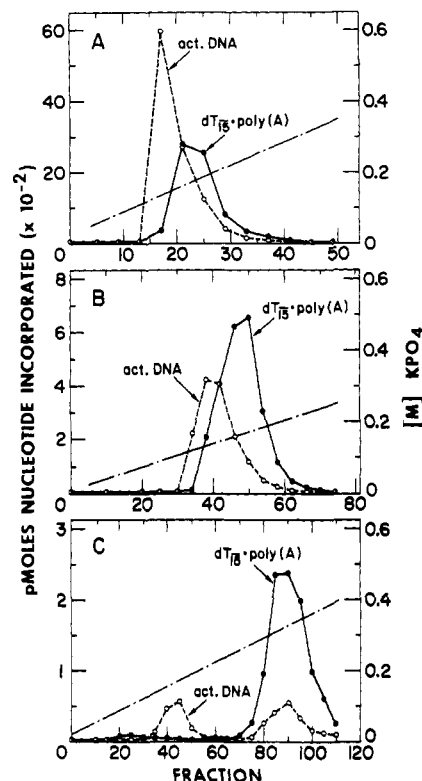 A
act. DNA
dT15·poly(A)
60
40
20
0
0.6
0.4
0.2
0
0 10 20 30 40 50
B
dT15·poly(A)
act. DNA
8
6
4
2
0.6
0.4
0.2
0
0 20 40 60 80
C
dT15·poly(A)
act. DNA
3
2
1
0.6
0.4
0.2
0
0 20 40 60 80 100 120
FRACTION
pMOLES NUCLEOTIDE INCORPORATED (x 10-2)
[M] KPO4